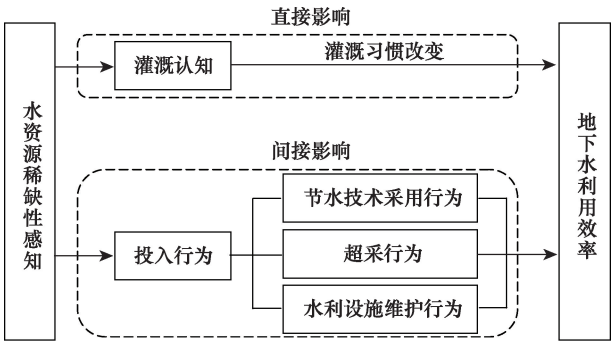 直接影响
灌溉认知
灌溉习惯改变
水资源稀缺性感知
间接影响
投入行为
节水技术采用行为
超采行为
水利设施维护行为
地下水利用效率